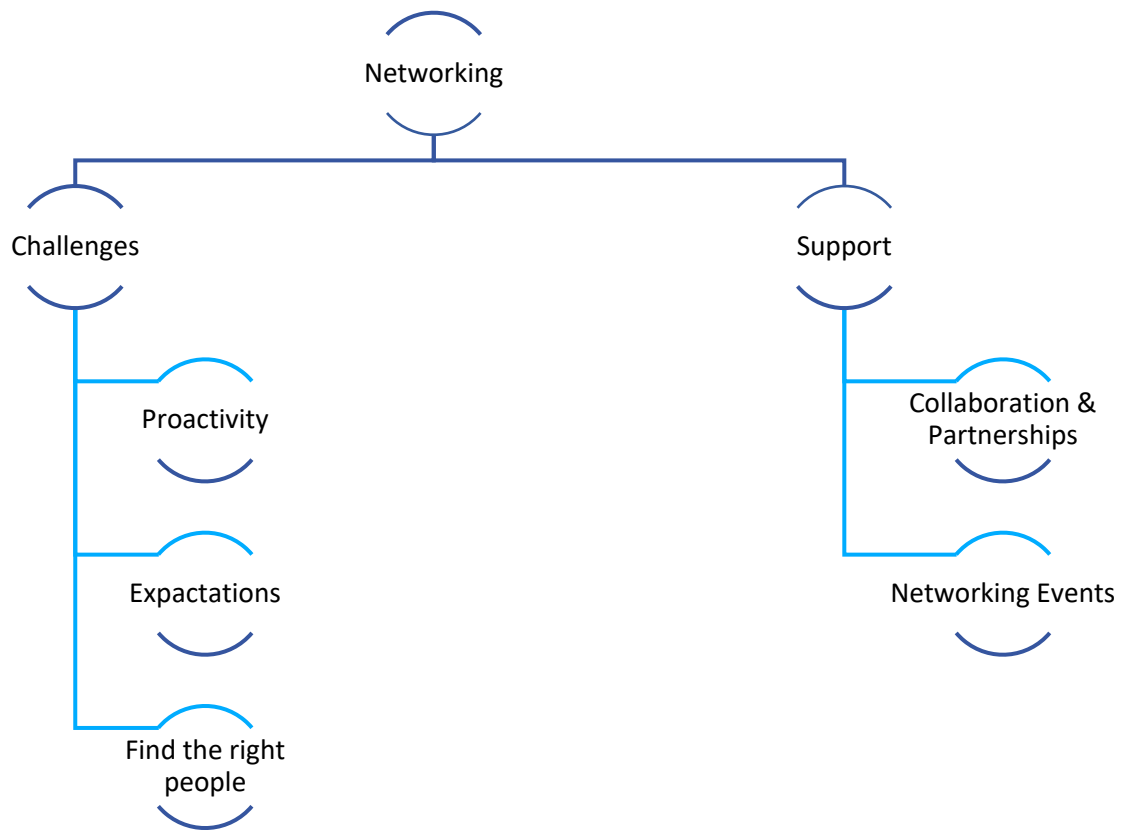 Networking
Challenges
Support
Proactivity
Collaboration &
Partnerships
Expactations
Networking Events
Find the right
people